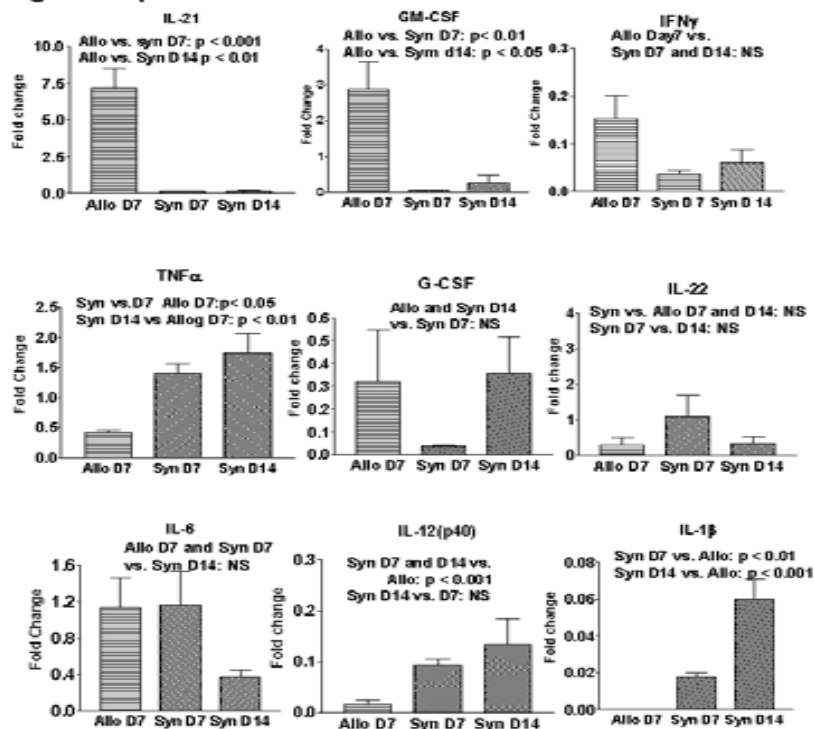 IL-21
Allo vs. syn D7: p < 0.001
Allo vs. Syn D14 p < 0.01
10.0
7.5
5.0
2.5
0.0
Fold change
Allo D7 Syn D7 Syn D14
GM-CSF
Allo vs. Syn D7: p < 0.01
Allo vs. Sym d14: p < 0.05
4
3
2
1
0
Fold Change
Allo D7 Syn D7 Syn D14
IFNγ
Allo Day7 vs.
Syn D7 and D14: NS
0.3
0.2
0.1
0.0
Fold Change
Allo D7 Syn D 7 Syn D 14
TNFα
Syn vs.D7 Allo D7:p< 0.05
Syn D14 vs Allog D7: p < 0.01
2.5
2.0
1.5
1.0
0.5
0.0
Fold Change
Allo D7 Syn D7 Syn D14
G-CSF
Allo and Syn D14
vs. Syn D7: NS
0.6
0.5
0.4
0.3
0.2
0.1
0.0
Fold change
Allo D7 Syn D7 Syn D14
IL-22
Syn vs. Allo D7 and D14: NS
Syn D7 vs. D14: NS
4
3
2
1
0
Fold change
Allo D7 Syn D7 Syn D14
IL-6
Allo D7 and Syn D7
vs. Syn D14: NS
1.6
1.2
0.8
0.4
0.0
Fold Change
Allo D7 Syn D7 Syn D14
IL-12(p40)
Syn D7 and D14 vs.
Allo: p < 0.001
Syn D14 vs. D7: NS
0.3
0.2
0.1
0.0
Fold change
Allo D7 Syn D7 Syn D14
IL-1β
Syn D7 vs. Allo: p < 0.01
Syn D14 vs. Allo: p < 0.001
0.08
0.06
0.04
0.02
0.00
Fold change
Allo D7 Syn D7 Syn D14